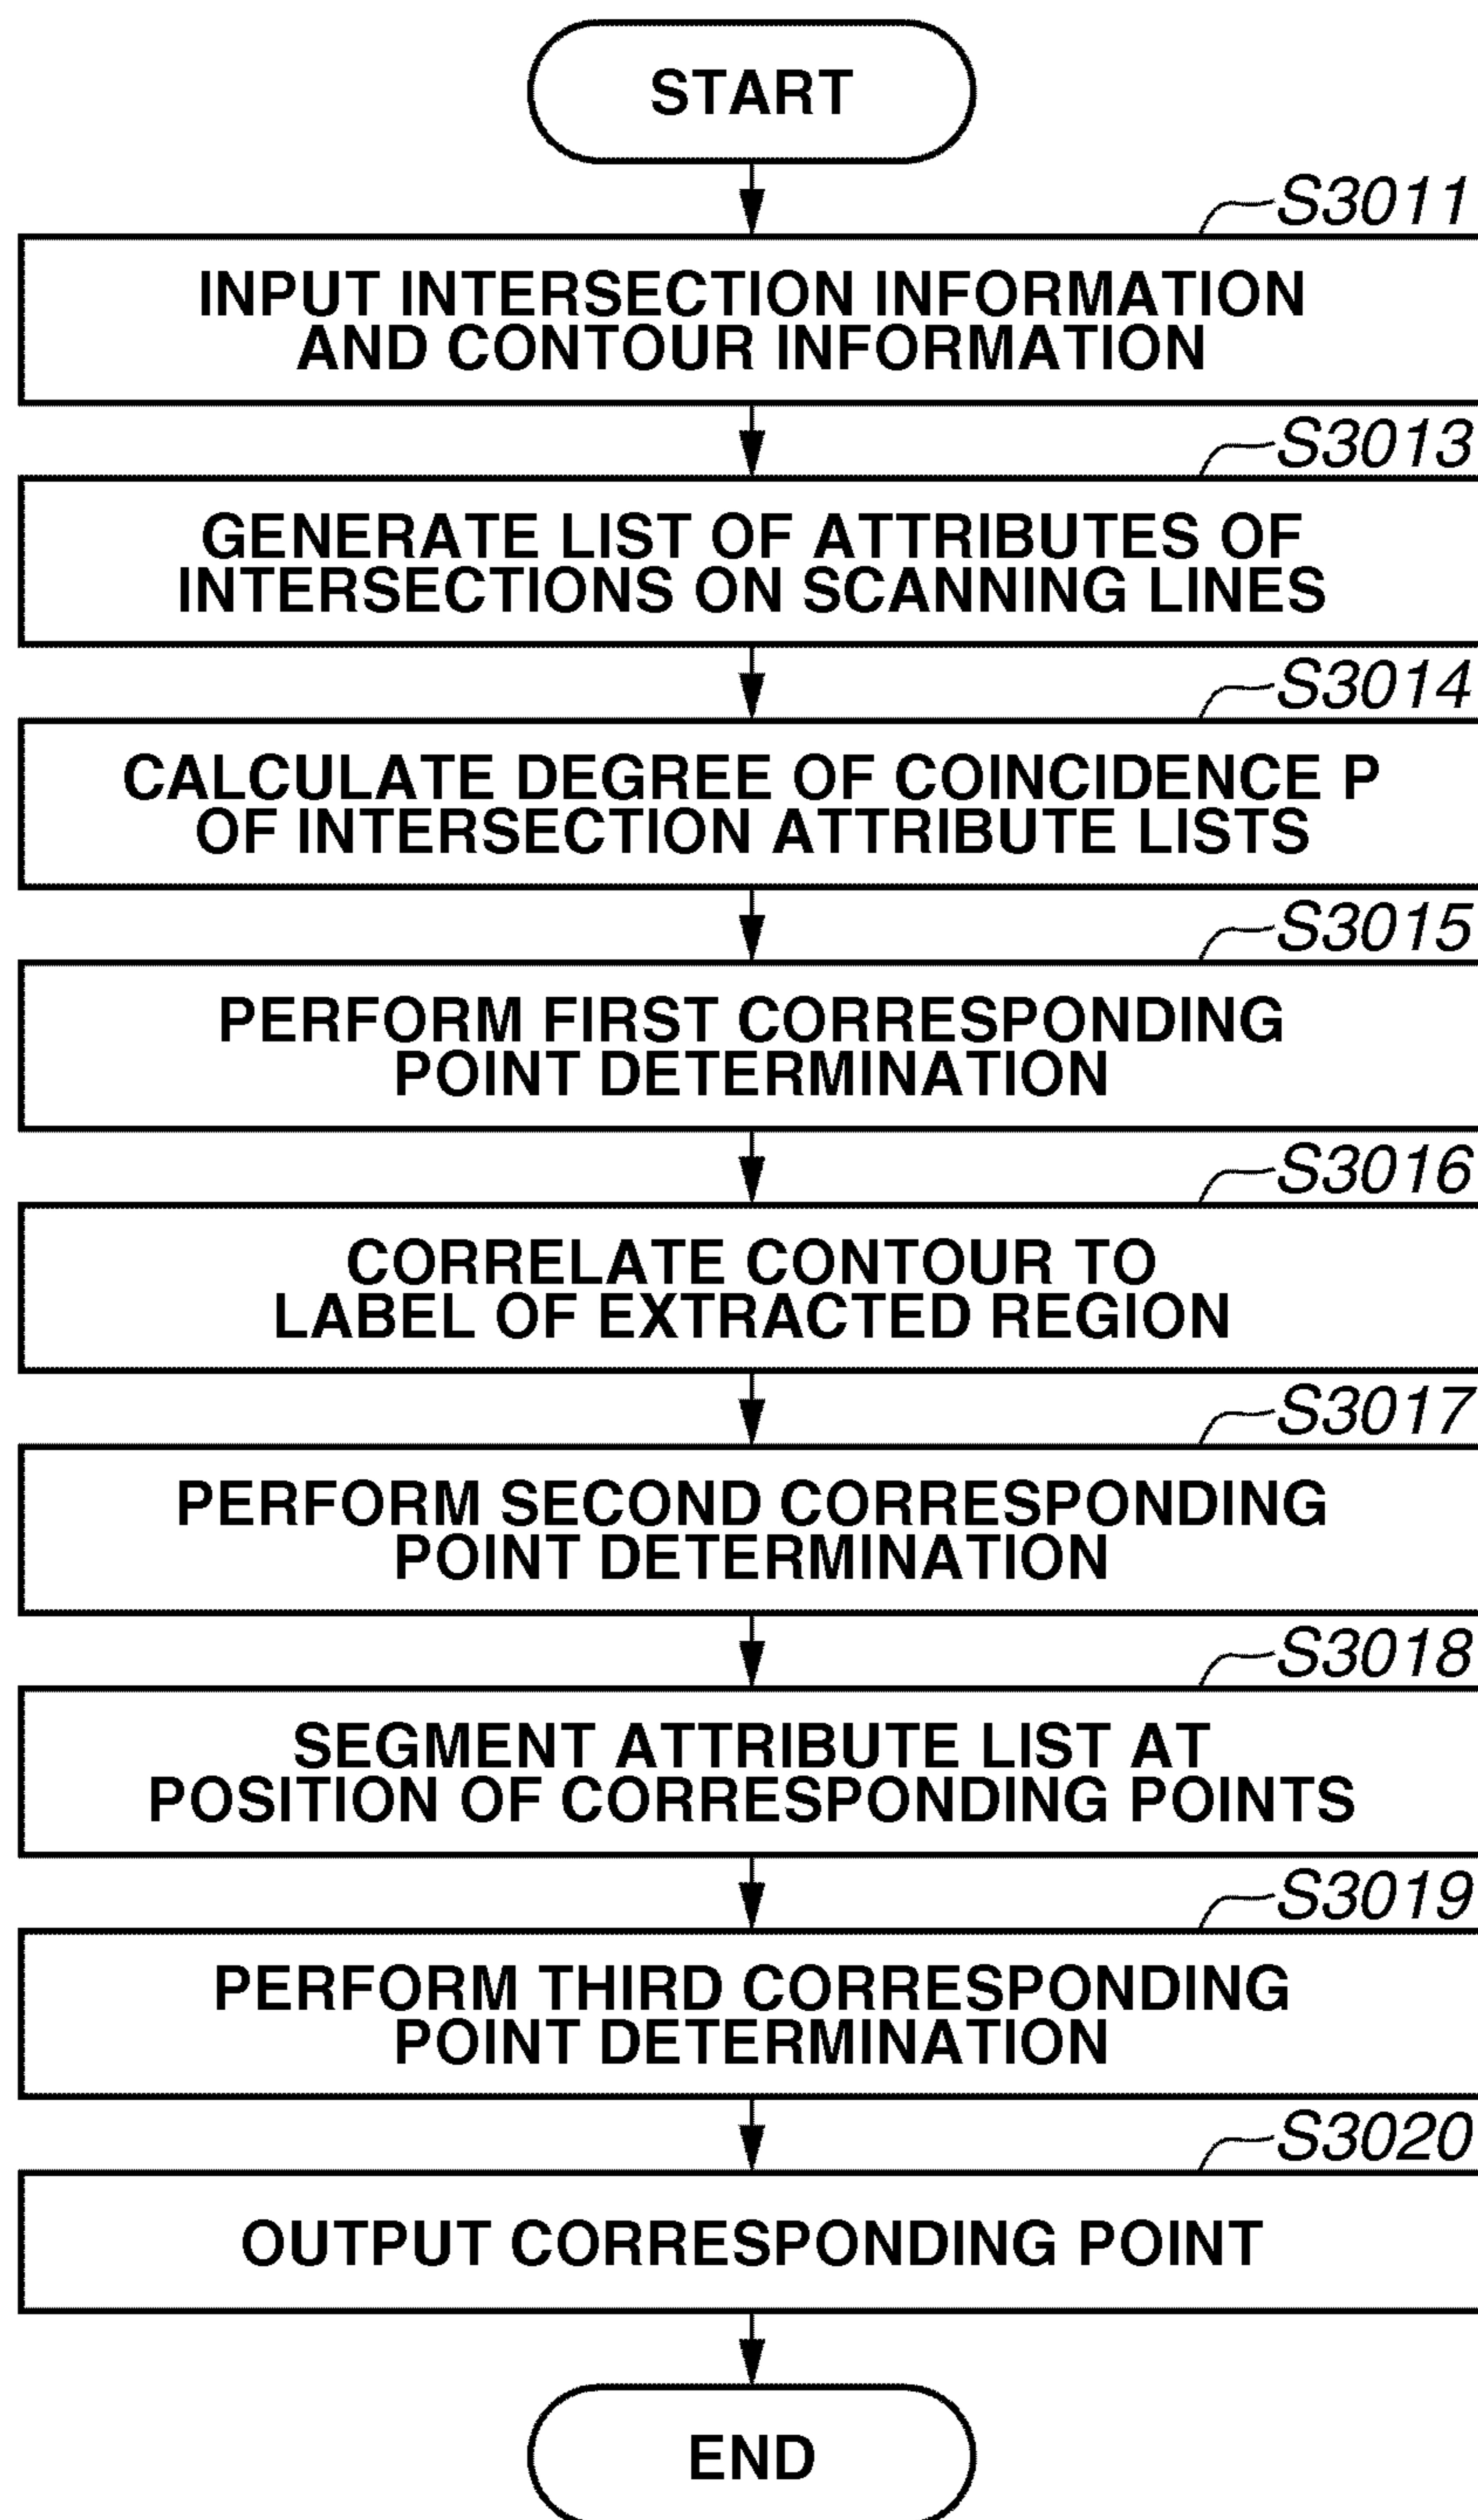 START
S3011
INPUT INTERSECTION INFORMATION
AND CONTOUR INFORMATION
S3013
GENERATE LIST OF ATTRIBUTES OF
INTERSECTIONS ON SCANNING LINES
S3014
CALCULATE DEGREE OF COINCIDENCE P
OF INTERSECTION ATTRIBUTE LISTS
S3015
PERFORM FIRST CORRESPONDING
POINT DETERMINATION
S3016
CORRELATE CONTOUR TO
LABEL OF EXTRACTED REGION
S3017
PERFORM SECOND CORRESPONDING
POINT DETERMINATION
S3018
SEGMENT ATTRIBUTE LIST AT
POSITION OF CORRESPONDING POINTS
S3019
PERFORM THIRD CORRESPONDING
POINT DETERMINATION
S3020
OUTPUT CORRESPONDING POINT
END